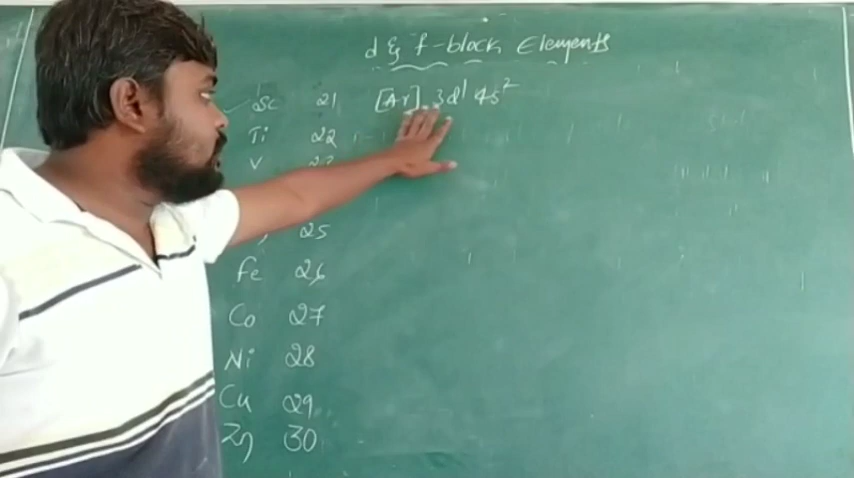 d & f-block Elements
Sc 21 [Ar] 3d¹ 4s²
Ti 22
V 23
25
Fe 26
Co 27
Ni 28
Cu 29
Zn 30